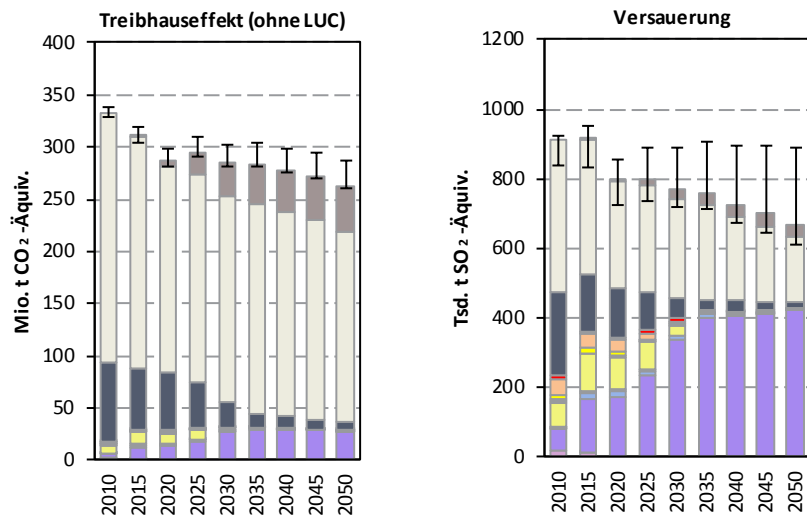 Treibhauseffekt (ohne LUC)
Mio. t CO₂-Äquiv.
400
350
300
250
200
150
100
50
0
2010 2015 2020 2025 2030 2035 2040 2045 2050
Versauerung
Tsd. t SO₂-Äquiv.
1200
1000
800
600
400
200
0
2010 2015 2020 2025 2030 2035 2040 2045 2050